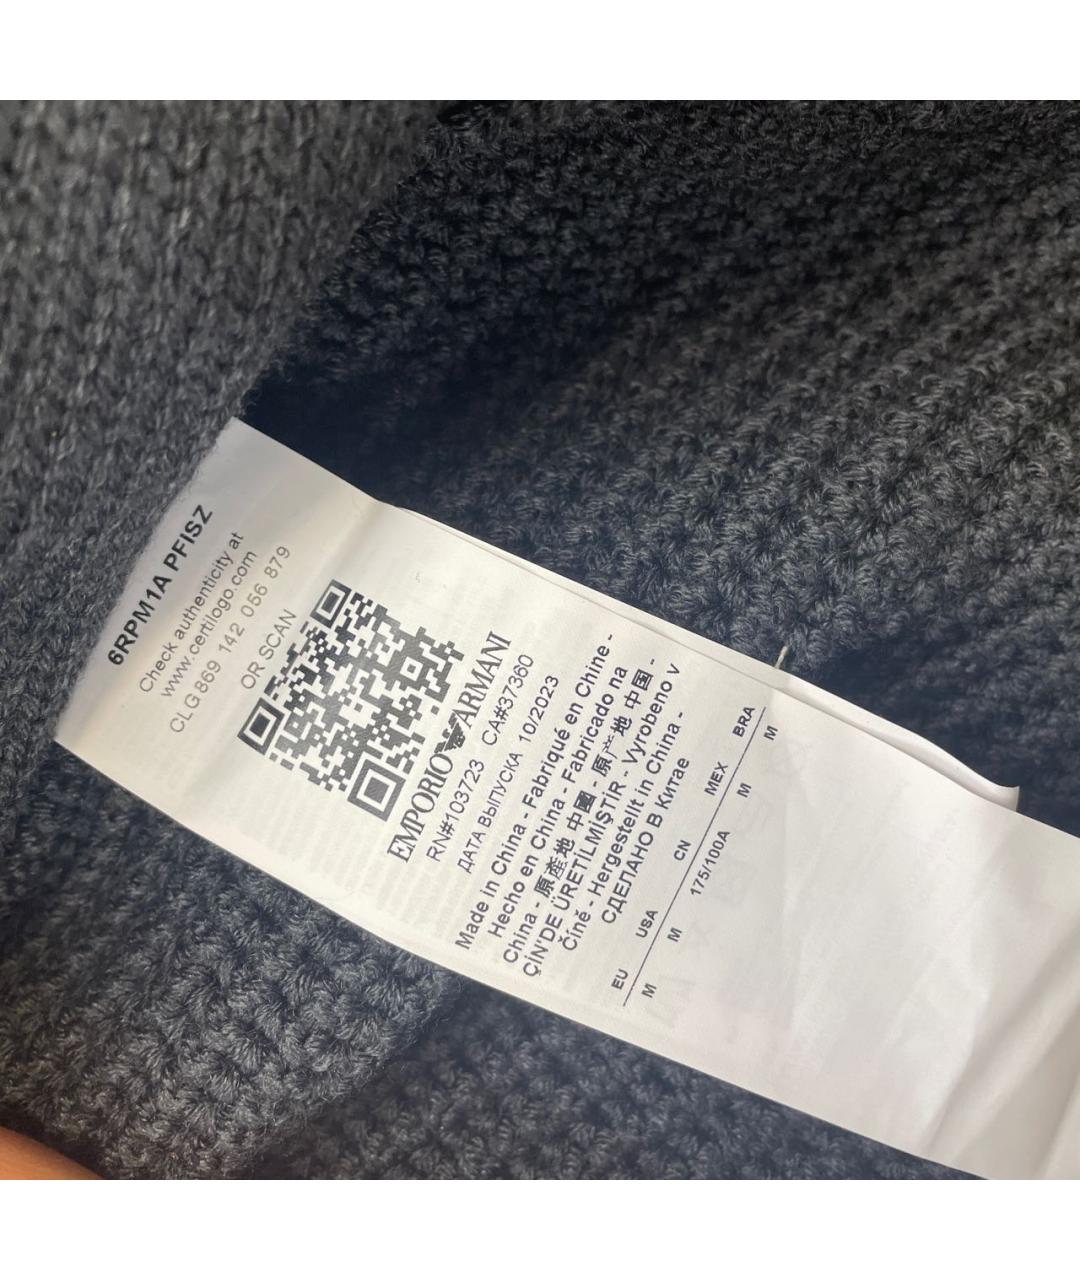 6RPM1A PFISZ
Check authenticity at
www.certilogo.com
CLG 869 142 056 879
OR SCAN
EMPORIO ARMANI
RN#103723 CA#37360
ДАТА ВЫПУСКА 10/2023
Made in China - Fabriqué en Chine -
Hecho en China - Fabricado na
China - 原產地 中國 - 原产地 中国 -
ÇİN'DE ÜRETİLMİŞTİR - Vyrobeno v
Číně - Hergestellt in China -
СДЕЛАНО В Китае
EU USA CN MEX BRA
M M 175/100A M M